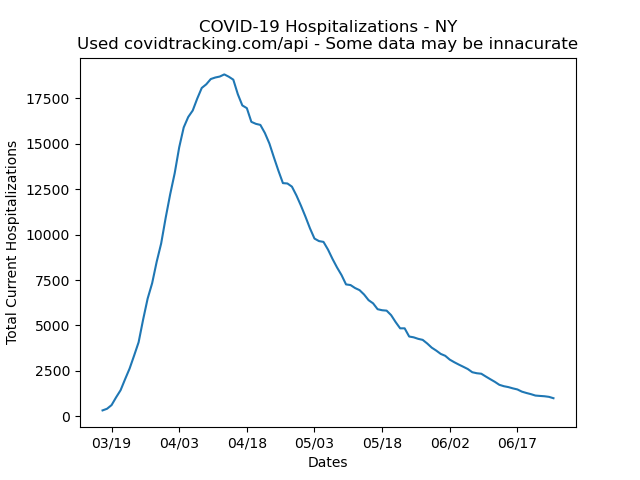 COVID-19 Hospitalizations - NY
Used covidtracking.com/api - Some data may be innacurate
Total Current Hospitalizations
17500
15000
12500
10000
7500
5000
2500
0
03/19 04/03 04/18 05/03 05/18 06/02 06/17
Dates